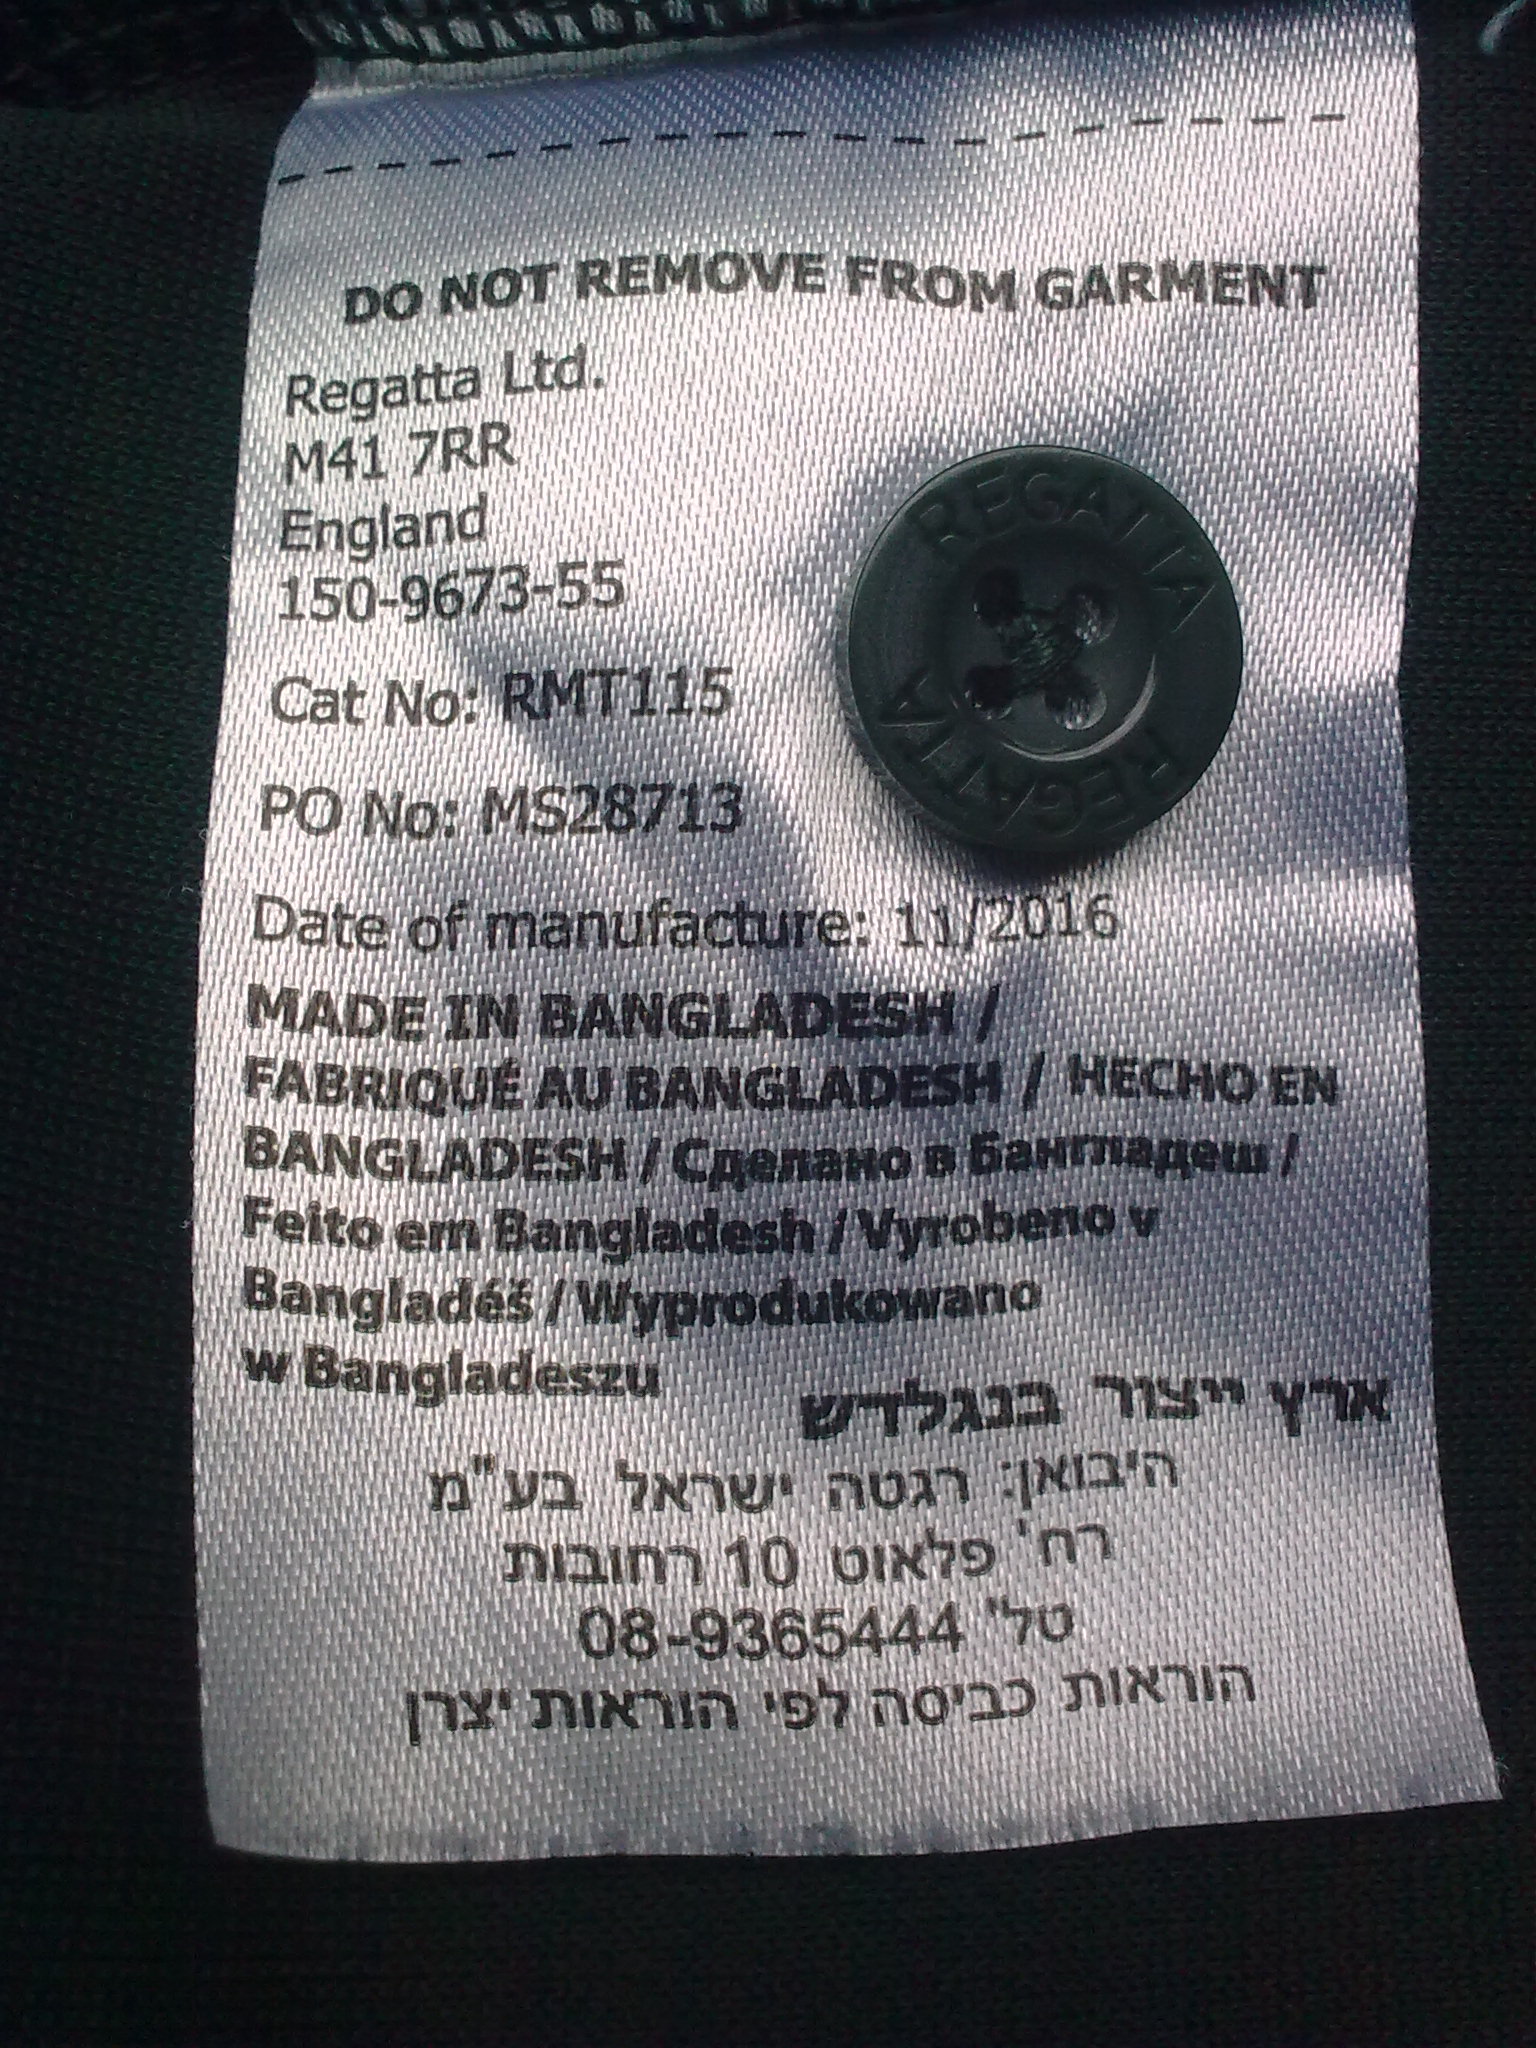 DO NOT REMOVE FROM GARMENT
Regatta Ltd.
M41 7RR
England
150-9673-55
REGATTA
REGATTA
Cat No: RMT115
PO No: MS28713
Date of manufacture: 11/2016
MADE IN BANGLADESH /
FABRIQUÉ AU BANGLADESH / HECHO EN
BANGLADESH / Сделано в Бангладеш /
Feito em Bangladesh / Vyrobeno v
Bangladéš / Wyprodukowano
w Bangladeszu
ארץ ייצור בנגלדש
היבואן: רגטה ישראל בע"מ
רח' פלאוט 10 רחובות
טל' 08-9365444
הוראות כביסה לפי הוראות יצרן